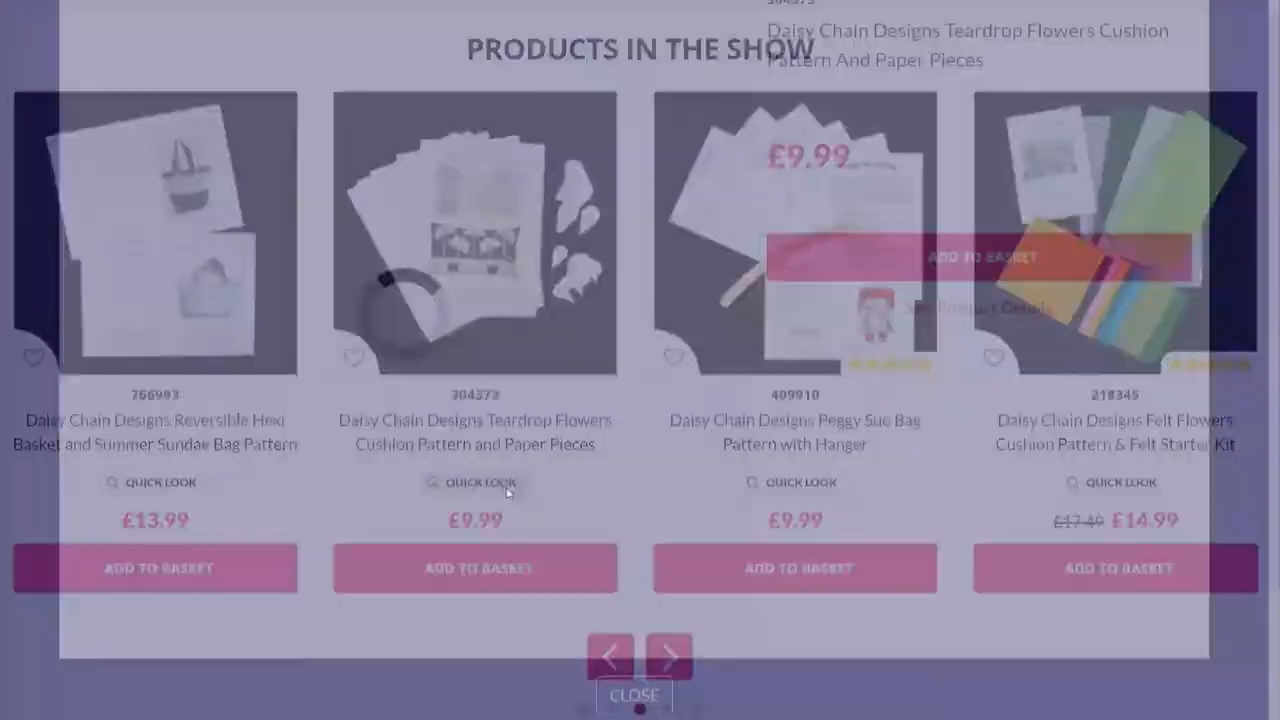 Daisy Chain Designs Teardrop Flowers Cushion
Pattern And Paper Pieces
PRODUCTS IN THE SHOW
£9.99
ADD TO BASKET
See Product Details
766993
Daisy Chain Designs Reversible Hexi
Basket and Summer Sundae Bag Pattern
QUICK LOOK
£13.99
ADD TO BASKET
304373
Daisy Chain Designs Teardrop Flowers
Cushion Pattern and Paper Pieces
QUICK LOOK
£9.99
ADD TO BASKET
409910
Daisy Chain Designs Peggy Sue Bag
Pattern with Hanger
QUICK LOOK
£9.99
ADD TO BASKET
218345
Daisy Chain Designs Felt Flowers
Cushion Pattern & Felt Starter Kit
QUICK LOOK
£17.49 £14.99
ADD TO BASKET
CLOSE